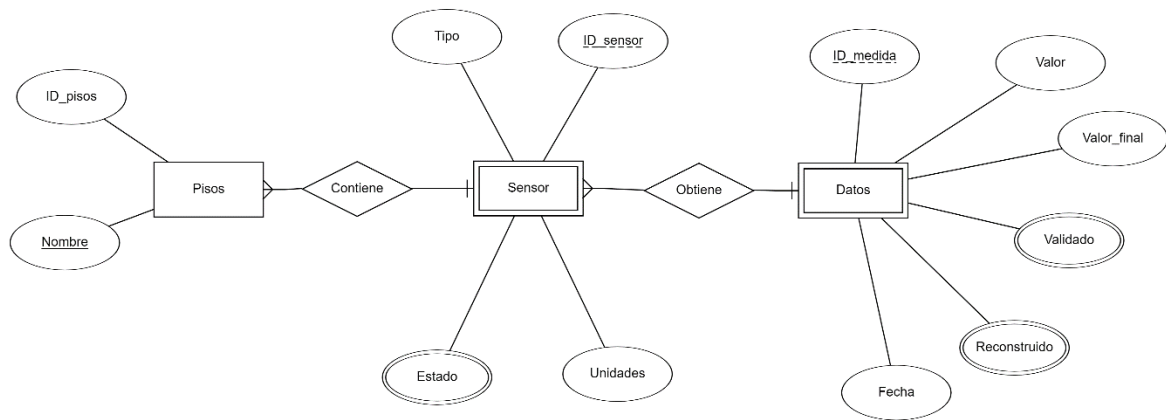 Tipo
ID_sensor
ID_medida
Valor
ID_pisos
Valor_final
Pisos
Contiene
Sensor
Obtiene
Datos
Nombre
Validado
Reconstruido
Estado
Unidades
Fecha